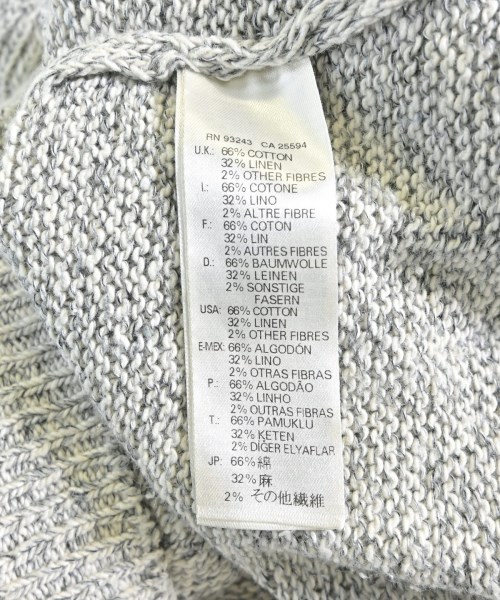 RN 93243 CA 25594
U.K.: 66% COTTON
32% LINEN
2% OTHER FIBRES
I.: 66% COTONE
32% LINO
2% ALTRE FIBRE
F.: 66% COTON
32% LIN
2% AUTRES FIBRES
D.: 66% BAUMWOLLE
32% LEINEN
2% SONSTIGE
FASERN
USA: 66% COTTON
32% LINEN
2% OTHER FIBRES
E-MEX: 66% ALGODÓN
32% LINO
2% OTRAS FIBRAS
P.: 66% ALGODÃO
32% LINHO
2% OUTRAS FIBRAS
T.: 66% PAMUKLU
32% KETEN
2% DİĞER ELYAFLAR
JP: 66% 綿
32% 麻
2% その他繊維